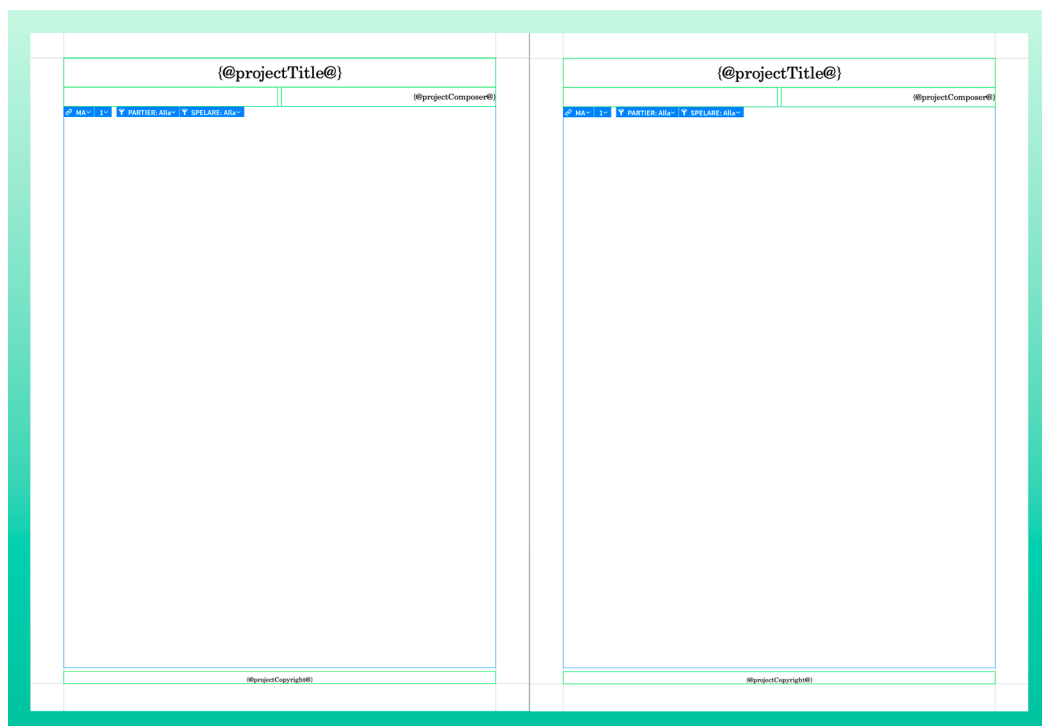 {@projectTitle@}
{@projectComposer@}
MA 1 PARTIER: Alla SPELARE: Alla
{@projectCopyright@}
{@projectTitle@}
{@projectComposer@}
MA 1 PARTIER: Alla SPELARE: Alla
{@projectCopyright@}